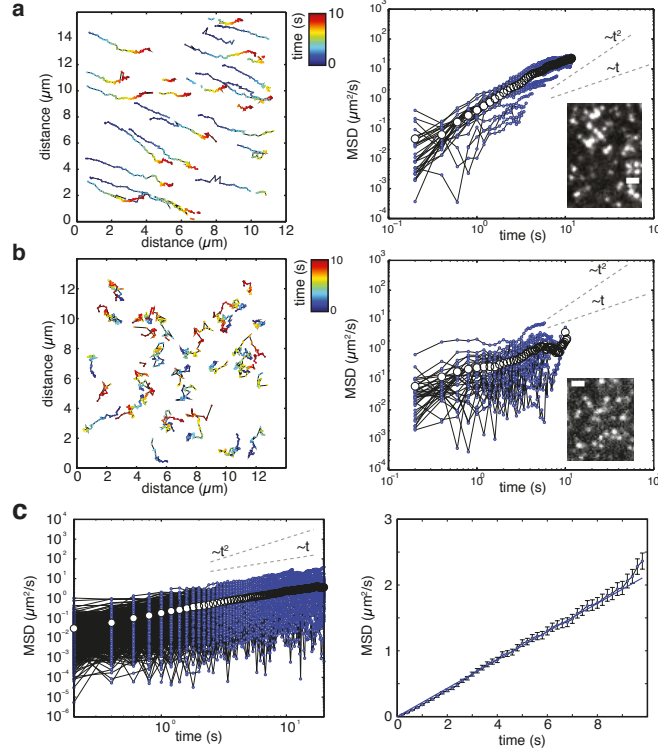 a
distance (µm)
14
12
10
8
6
4
2
0
0 2 4 6 8 10 12
distance (µm)
time (s)
10
0
MSD (µm²/s)
10³
10²
10¹
10⁰
10⁻¹
10⁻²
10⁻³
10⁻⁴
10⁻¹ 10⁰ 10¹ 10²
time (s)
~t²
~t
b
distance (µm)
14
12
10
8
6
4
2
0
0 2 4 6 8 10 12
distance (µm)
time (s)
10
0
MSD (µm²/s)
10³
10²
10¹
10⁰
10⁻¹
10⁻²
10⁻³
10⁻⁴
10⁻¹ 10⁰ 10¹ 10²
time (s)
~t²
~t
c
MSD (µm²/s)
10⁴
10³
10²
10¹
10⁰
10⁻¹
10⁻²
10⁻³
10⁻⁴
10⁻⁵
10⁻⁶
10⁰ 10¹
time (s)
~t²
~t
MSD (µm²/s)
3
2
1
0
0 2 4 6 8
time (s)